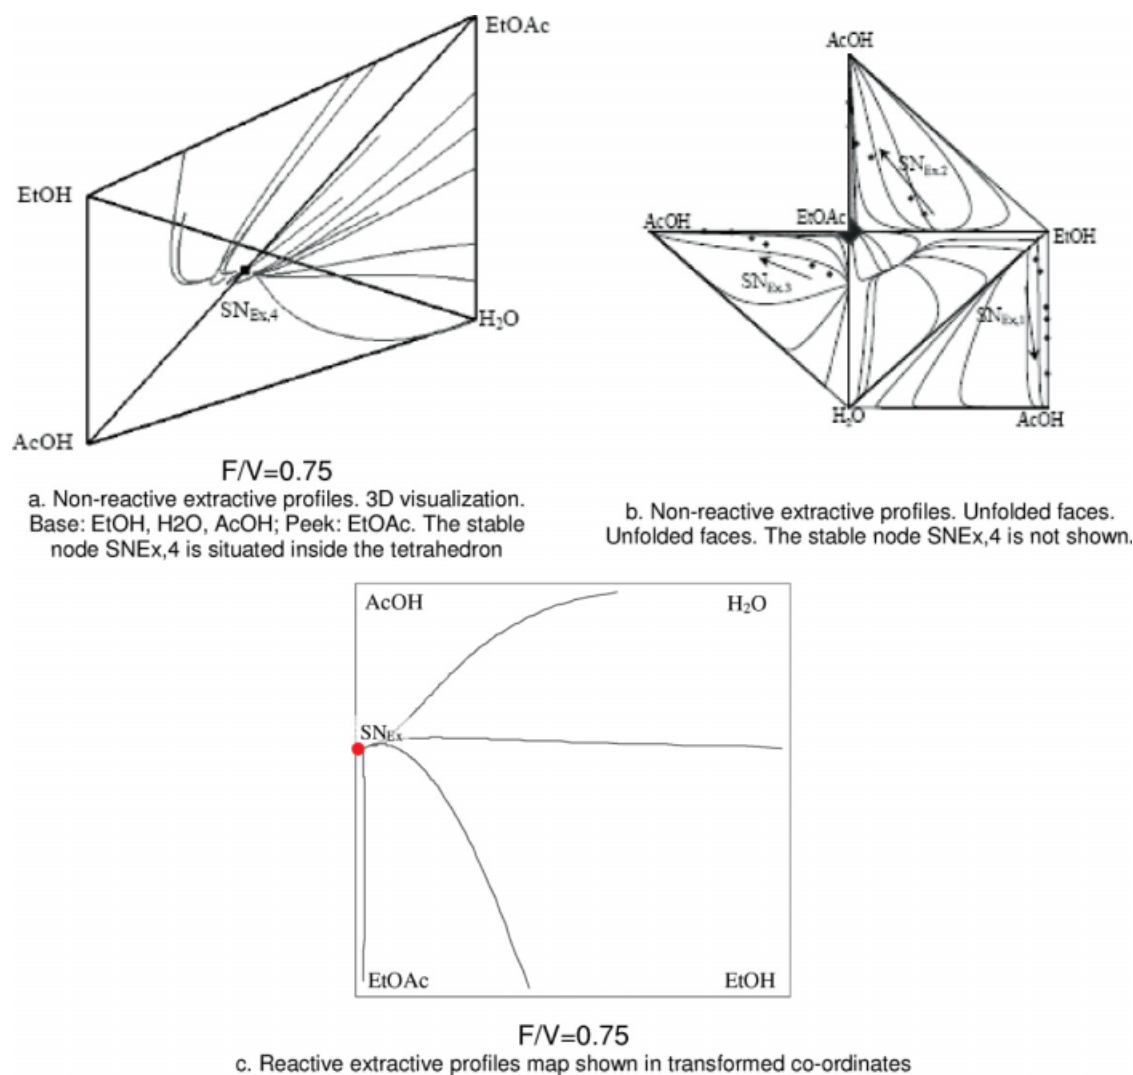 EtOAc
EtOH
SN_Ex,4
H₂O
AcOH
F/V=0.75
a. Non-reactive extractive profiles. 3D visualization.
Base: EtOH, H2O, AcOH; Peek: EtOAc. The stable
node SNEx,4 is situated inside the tetrahedron
AcOH
SN_Ex,2
AcOH
EtOAc
EtOH
SN_Ex,3
SN_Ex,1
H₂O
AcOH
b. Non-reactive extractive profiles. Unfolded faces.
Unfolded faces. The stable node SNEx,4 is not shown.
AcOH
H₂O
SN_Ex
EtOAc
EtOH
F/V=0.75
c. Reactive extractive profiles map shown in transformed co-ordinates